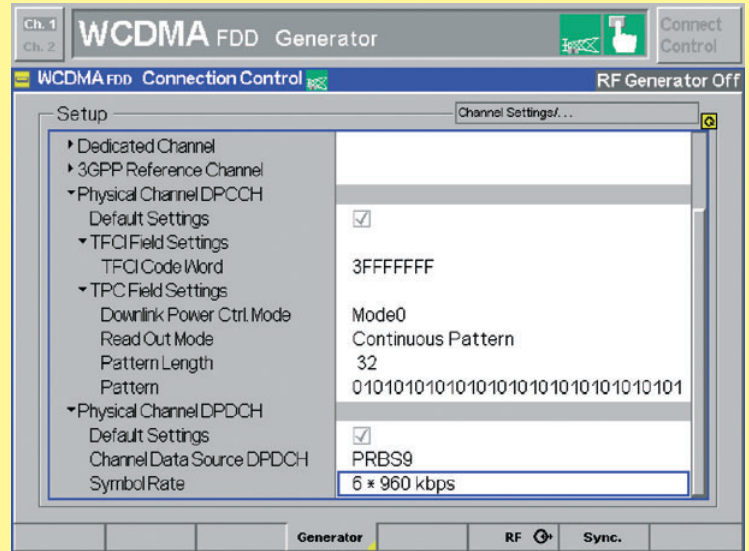 Ch. 1
Ch. 2
WCDMA FDD Generator
Connect
Control
WCDMA FDD Connection Control
RF Generator Off
Setup
Channel Settings/...
Dedicated Channel
3GPP Reference Channel
Physical Channel DPCCH
Default Settings
TFCI Field Settings
TFCI Code Word 3FFFFFFF
TPC Field Settings
Downlink Power Ctrl. Mode Mode0
Read Out Mode Continuous Pattern
Pattern Length 32
Pattern 01010101010101010101010101010101
Physical Channel DPDCH
Default Settings
Channel Data Source DPDCH PRBS9
Symbol Rate 6 * 960 kbps
Generator
RF
Sync.